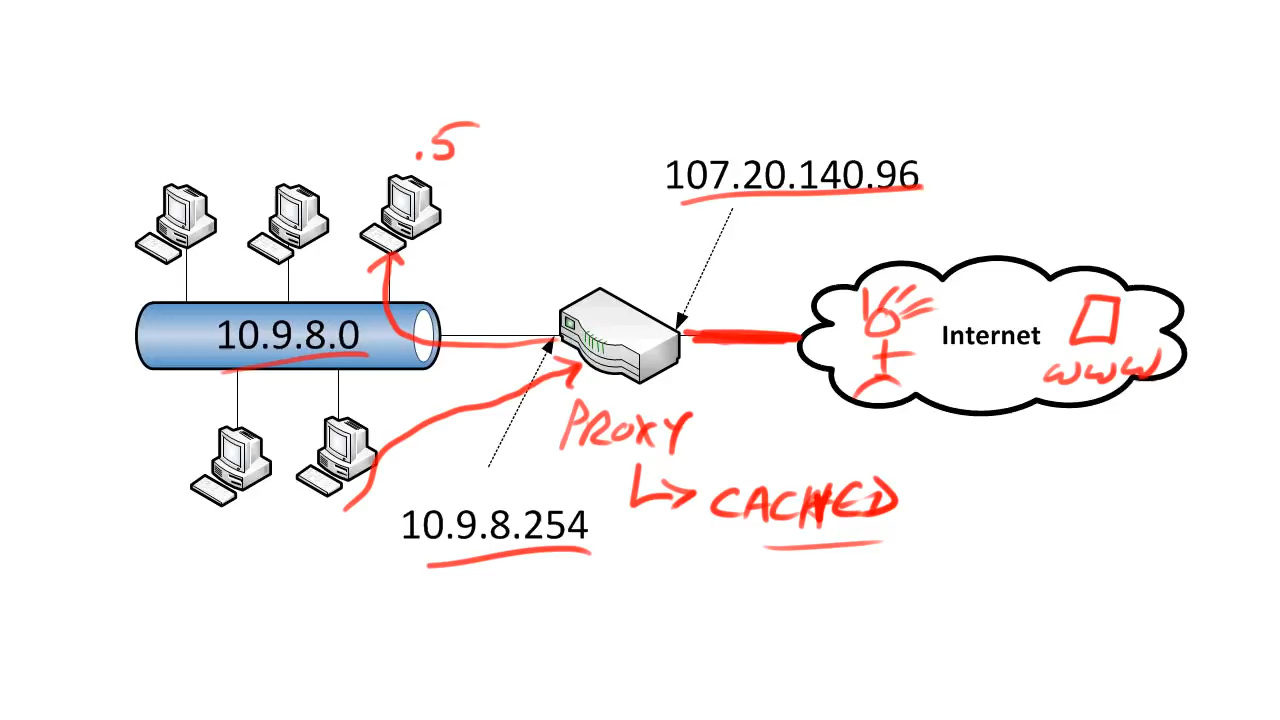 .5
107.20.140.96
10.9.8.0
Internet
WWW
PROXY
CACHED
10.9.8.254